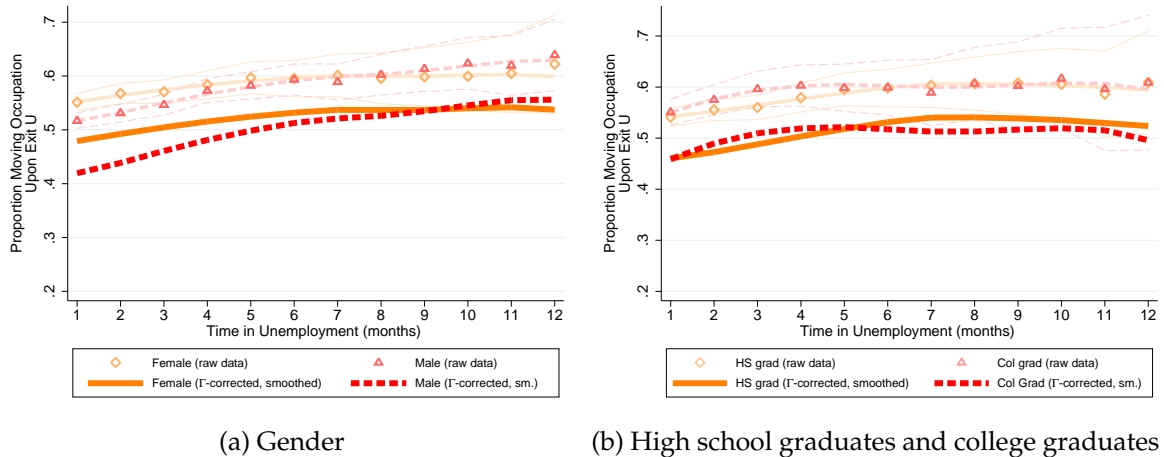 Proportion Moving Occupation
Upon Exit U
.7
.6
.5
.4
.3
.2
1 2 3 4 5 6 7 8 9 10 11 12
Time in Unemployment (months)
Female (raw data) Male (raw data)
Female (Γ-corrected, smoothed) Male (Γ-corrected, sm.)
(a) Gender
Proportion Moving Occupation
Upon Exit U
.7
.6
.5
.4
.3
.2
1 2 3 4 5 6 7 8 9 10 11 12
Time in Unemployment (months)
HS grad (raw data) Col grad (raw data)
HS grad (Γ-corrected, smoothed) Col Grad (Γ-corrected, sm.)
(b) High school graduates and college graduates